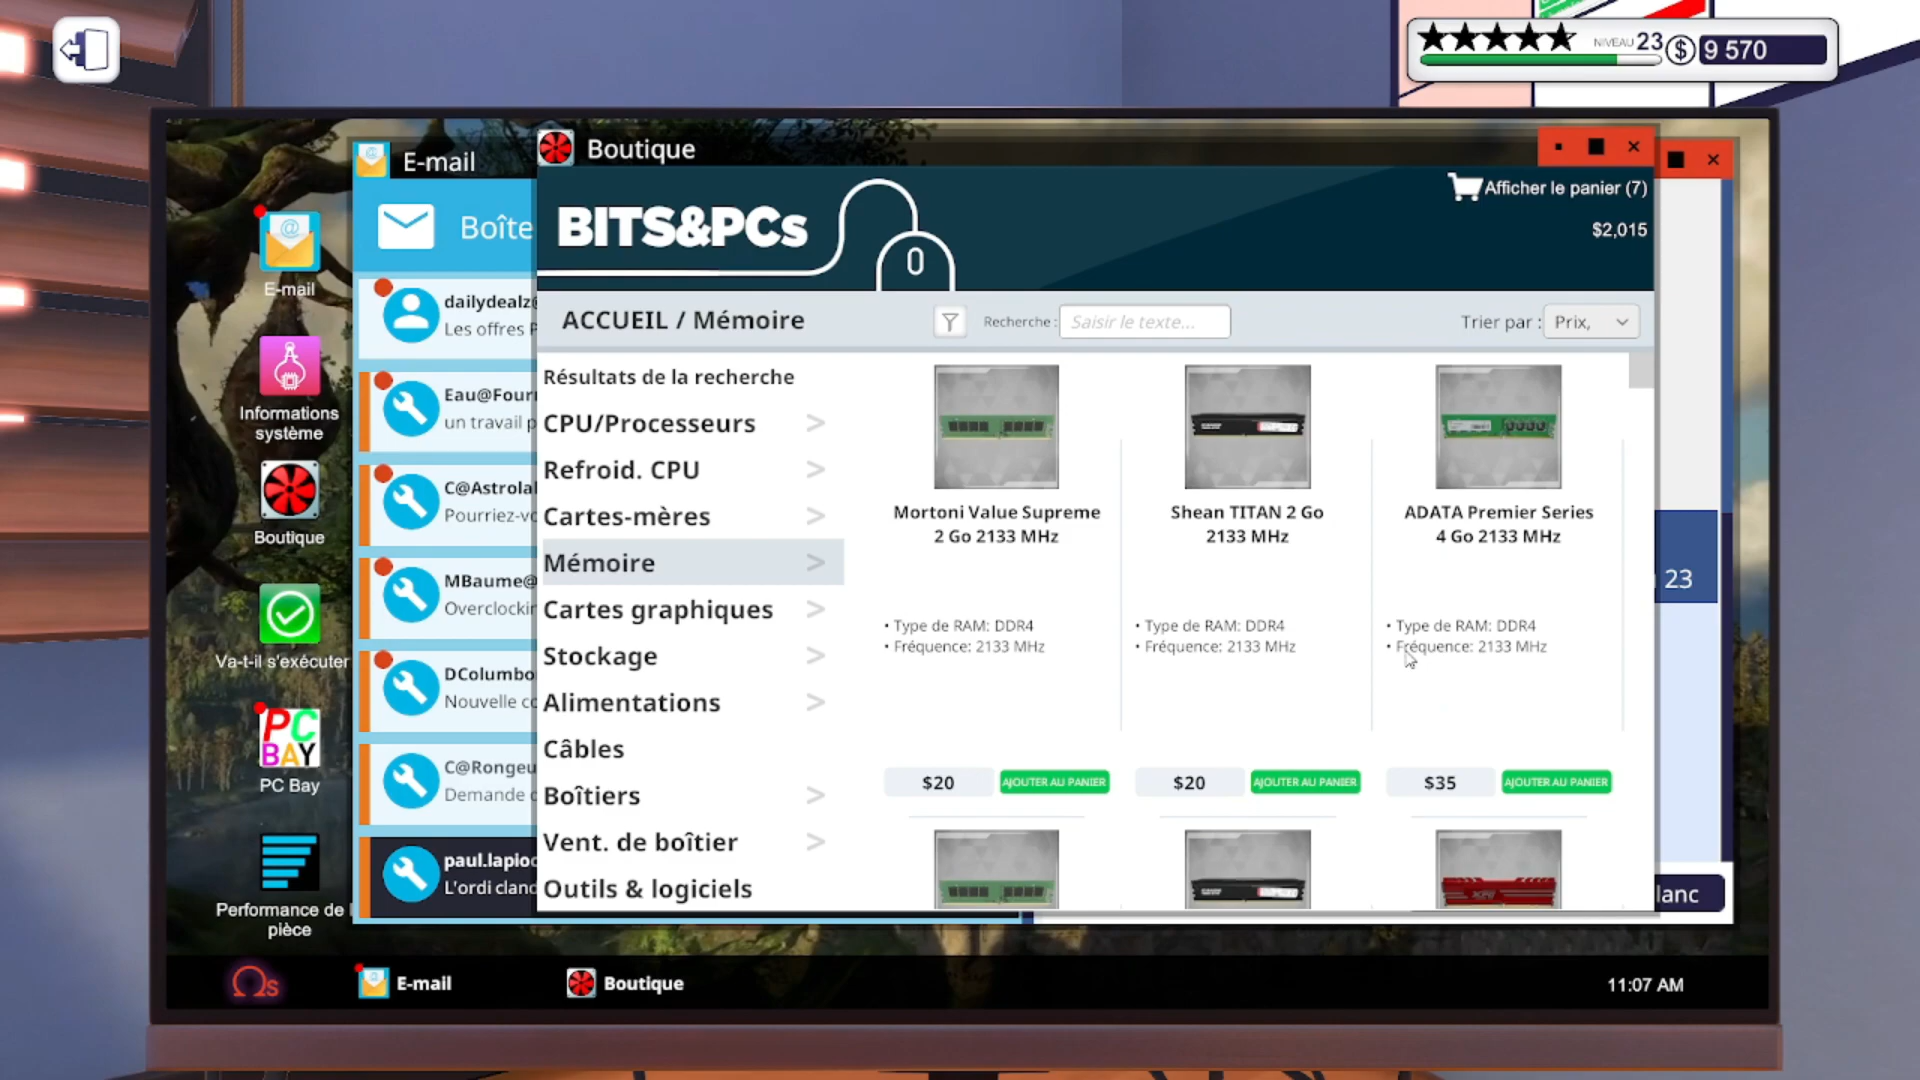 NIVEAU 23
$ 9 570
E-mail
Boutique
Boîte
BITS&PCs
Afficher le panier (7)
$2,015
ACCUEIL / Mémoire
Recherche :
Saisir le texte...
Trier par :
Prix,
E-mail
Informations
système
Boutique
Va-t-il s'exécuter
PC
BAY
PC Bay
Performance de
pièce
dailydealz@
Les offres
Eau@Four
un travail
C@Astrola
MBaume@
DColumbo
Nouvelle
C@Rongeu
Demande
paul.lapio
L'ordi
Résultats de la recherche
CPU/Processeurs >
Refroid. CPU >
Cartes-mères >
Mémoire >
Cartes graphiques >
Stockage >
Alimentations >
Câbles
Boîtiers >
Vent. de boîtier >
Outils & logiciels
Mortoni Value Supreme
2 Go 2133 MHz
• Type de RAM: DDR4
• Fréquence: 2133 MHz
$20
AJOUTER AU PANIER
Shean TITAN 2 Go
2133 MHz
• Type de RAM: DDR4
• Fréquence: 2133 MHz
$20
AJOUTER AU PANIER
ADATA Premier Series
4 Go 2133 MHz
• Type de RAM: DDR4
• Fréquence: 2133 MHz
$35
AJOUTER AU PANIER
23
lanc
Ωs
E-mail
Boutique
11:07 AM